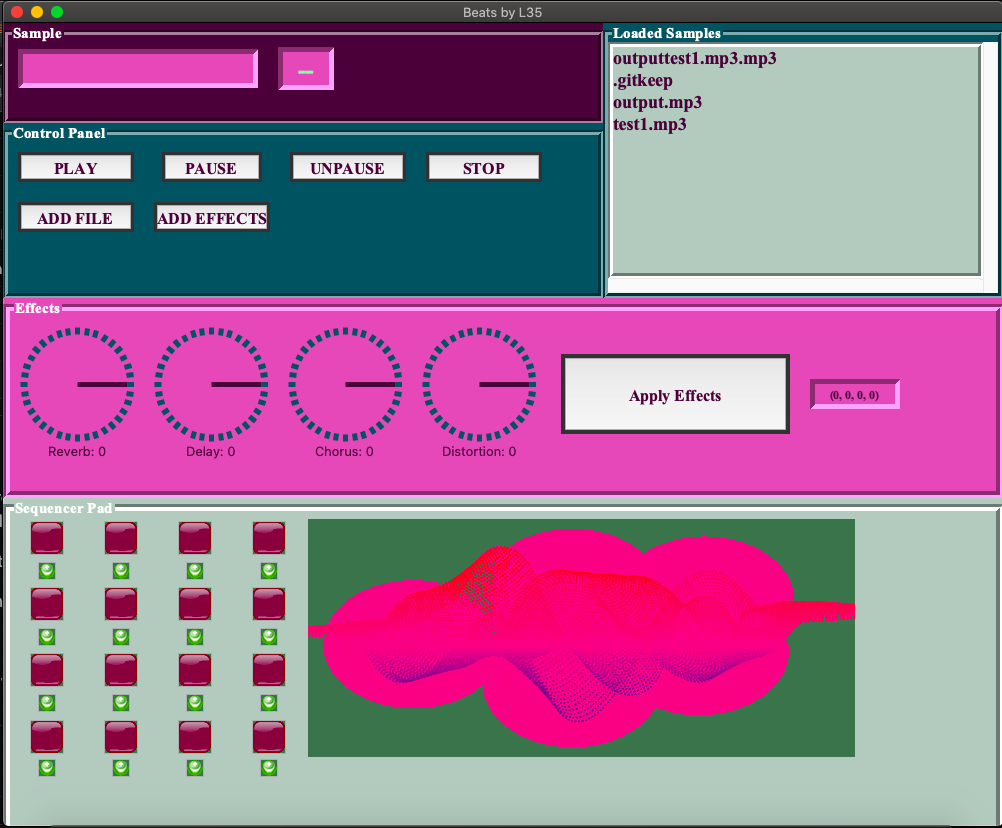 Beats by L35
Sample
–
Loaded Samples
outputtest1.mp3.mp3
.gitkeep
output.mp3
test1.mp3
Control Panel
PLAY PAUSE UNPAUSE STOP
ADD FILE ADD EFFECTS
Effects
Reverb: 0 Delay: 0 Chorus: 0 Distortion: 0
Apply Effects
(0, 0, 0, 0)
Sequencer Pad